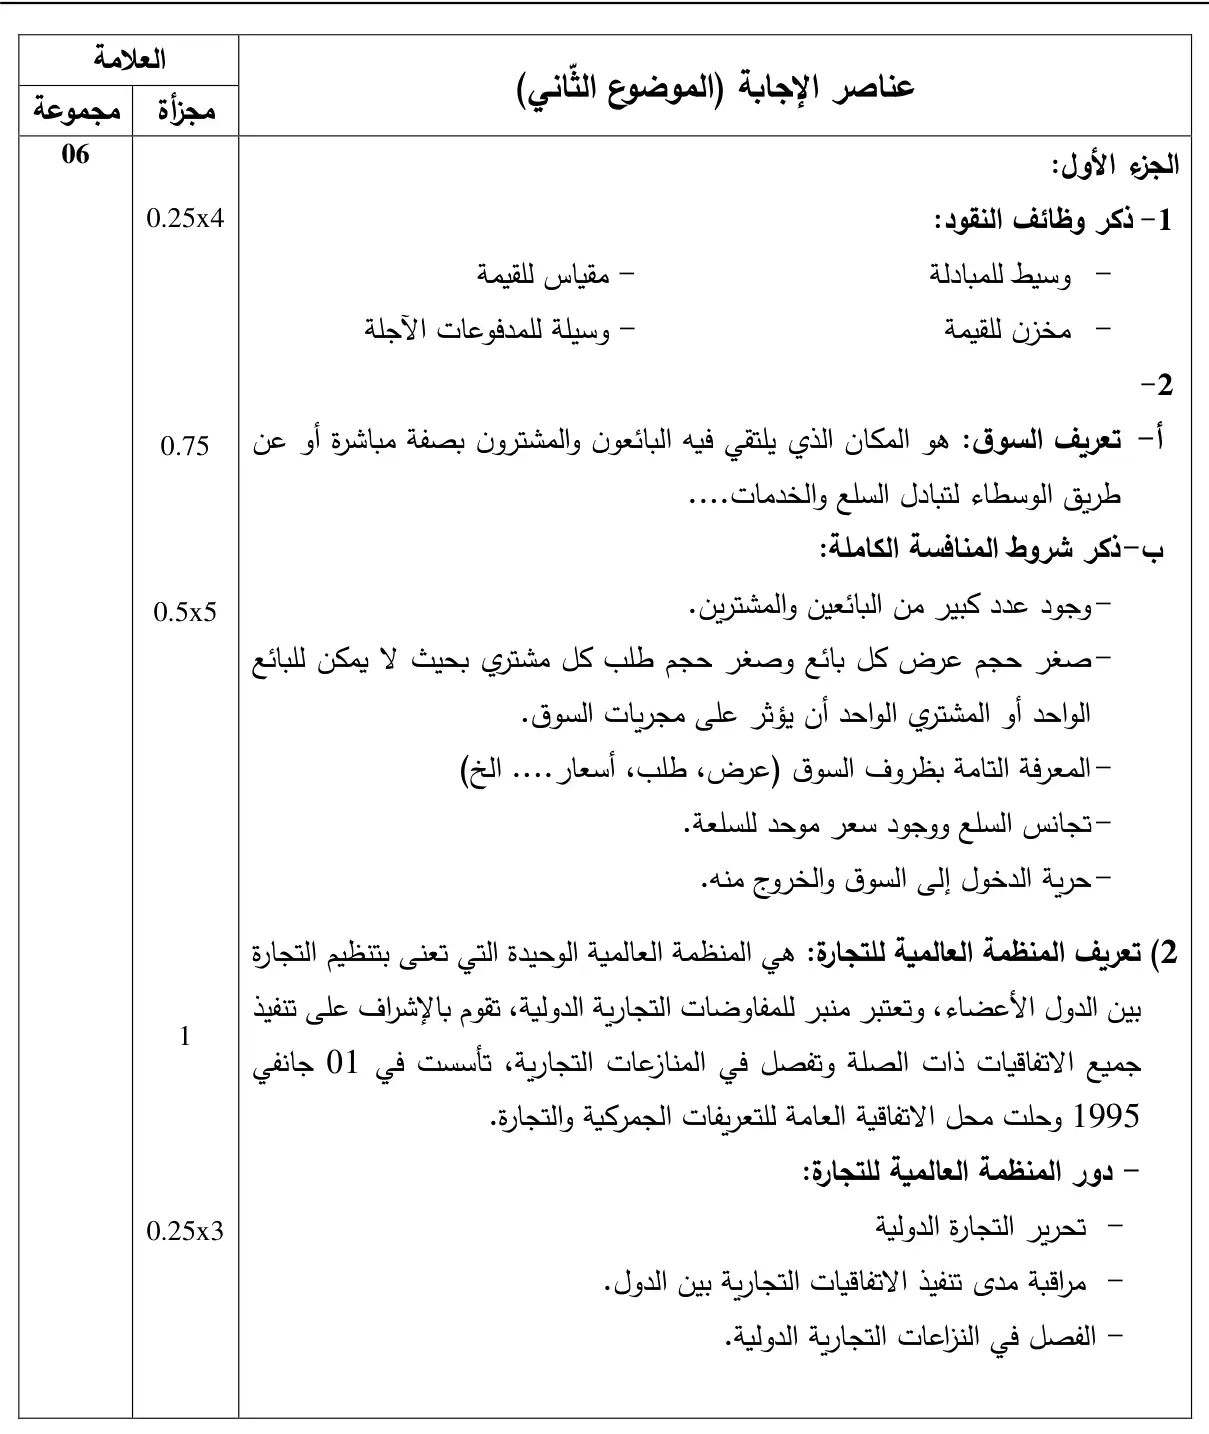 عناصر الإجابة (الموضوع الثّاني)
العلامة
مجزأة
مجموعة
الجزء الأول:
06
1- ذكر وظائف النقود:
0.25x4
- وسيط للمبادلة - مقياس للقيمة
- مخزن للقيمة - وسيلة للمدفوعات الآجلة
2-
أ- تعريف السوق: هو المكان الذي يلتقي فيه البائعون والمشترون بصفة مباشرة أو عن
0.75
طريق الوسطاء لتبادل السلع والخدمات....
ب-ذكر شروط المنافسة الكاملة:
-وجود عدد كبير من البائعين والمشترين.
0.5x5
-صغر حجم عرض كل بائع وصغر حجم طلب كل مشتري بحيث لا يمكن للبائع
الواحد أو المشتري الواحد أن يؤثر على مجريات السوق.
-المعرفة التامة بظروف السوق (عرض، طلب، أسعار.... الخ)
-تجانس السلع ووجود سعر موحد للسلعة.
-حرية الدخول إلى السوق والخروج منه.
2) تعريف المنظمة العالمية للتجارة: هي المنظمة العالمية الوحيدة التي تعنى بتنظيم التجارة
بين الدول الأعضاء، وتعتبر منبر للمفاوضات التجارية الدولية، تقوم بالإشراف على تنفيذ
1
جميع الاتفاقيات ذات الصلة وتفصل في المنازعات التجارية، تأسست في 01 جانفي
1995 وحلت محل الاتفاقية العامة للتعريفات الجمركية والتجارة.
- دور المنظمة العالمية للتجارة:
- تحرير التجارة الدولية
0.25x3
- مراقبة مدى تنفيذ الاتفاقيات التجارية بين الدول.
- الفصل في النزاعات التجارية الدولية.